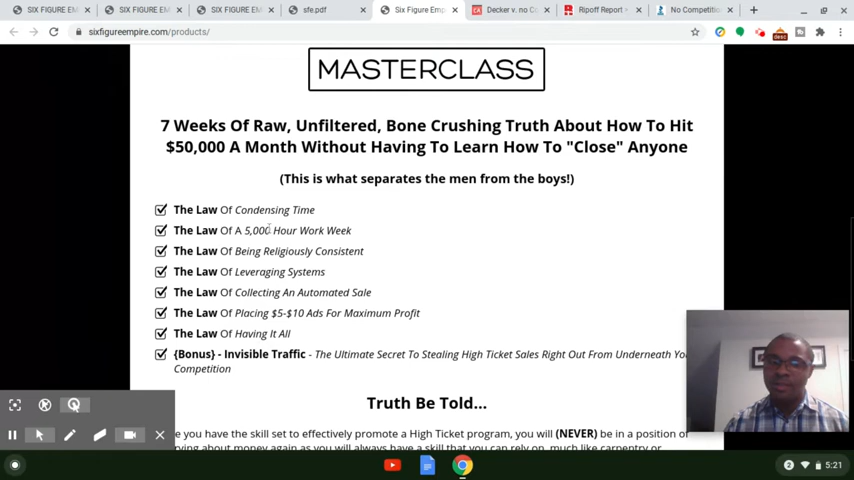 SIX FIGURE EM
SIX FIGURE EM
SIX FIGURE EM
sfe.pdf
Six Figure Emp
Decker v. no Co
Ripoff Report >
No Competitio
sixfigureempire.com/products/
desc
MASTERCLASS
7 Weeks Of Raw, Unfiltered, Bone Crushing Truth About How To Hit
$50,000 A Month Without Having To Learn How To "Close" Anyone
(This is what separates the men from the boys!)
The Law Of Condensing Time
The Law Of A 5,000 Hour Work Week
The Law Of Being Religiously Consistent
The Law Of Leveraging Systems
The Law Of Collecting An Automated Sale
The Law Of Placing $5-$10 Ads For Maximum Profit
The Law Of Having It All
{Bonus} - Invisible Traffic - The Ultimate Secret To Stealing High Ticket Sales Right Out From Underneath You
Competition
Truth Be Told...
e you have the skill set to effectively promote a High Ticket program, you will (NEVER) be in a position of
ying about money again as you will always have a skill that you can rely on, much like carpentry or
2
5:21